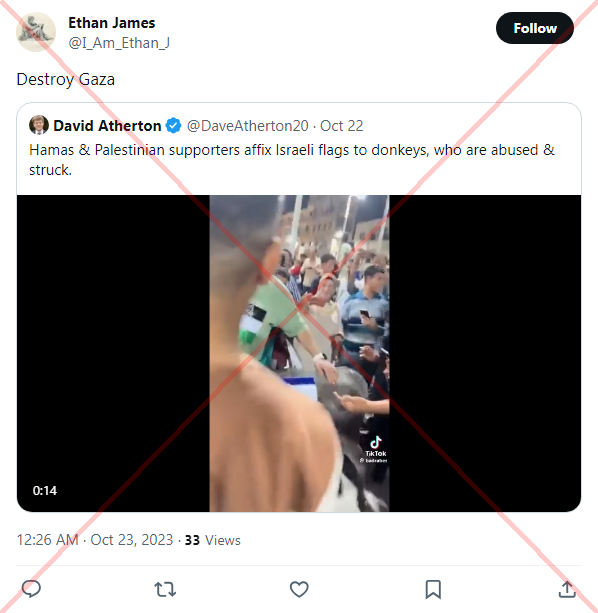 Ethan James
@I_Am_Ethan_J
Follow
Destroy Gaza
David Atherton @DaveAtherton20 · Oct 22
Hamas & Palestinian supporters affix Israeli flags to donkeys, who are abused &
struck.
TikTok
0:14
12:26 AM · Oct 23, 2023 · 33 Views